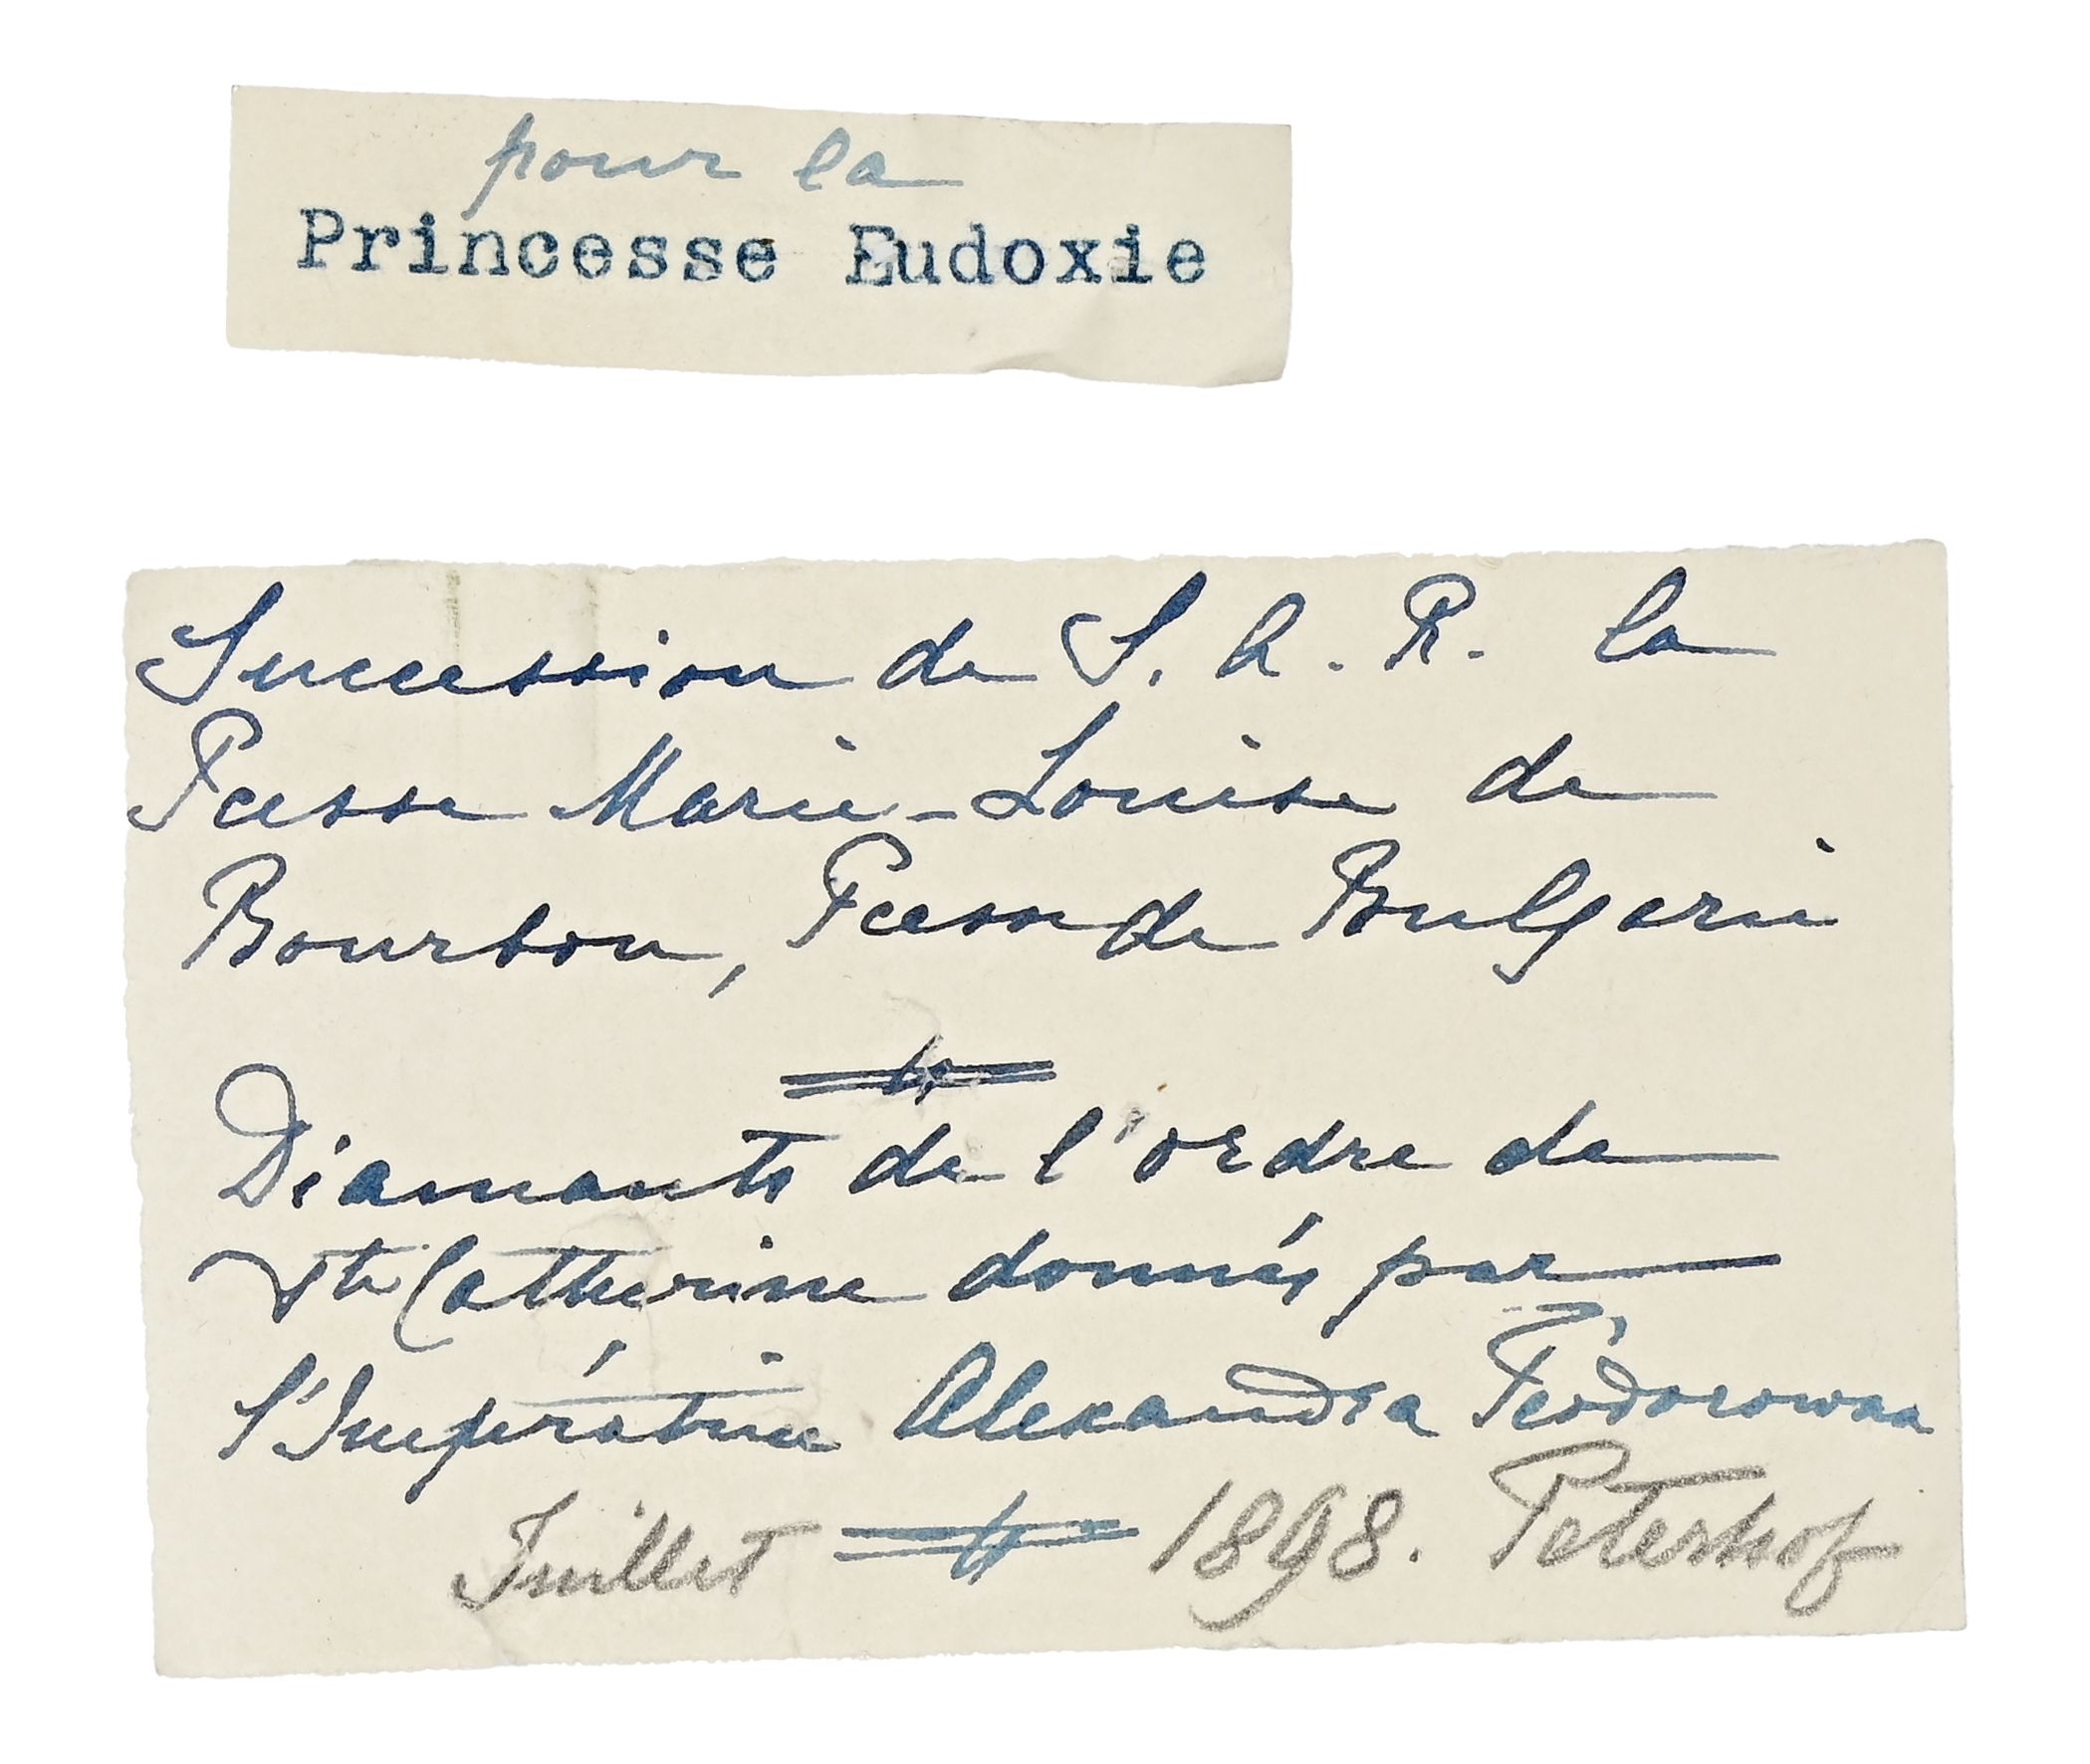 pour la
Princesse Eudoxie
Succession de S. A. R. la
Pcesse Marie-Louise de
Bourbon, Pcesse de Bulgarie
Diamants de l'ordre de
Ste Catherine donnés par
l'Impératrice Alexandra Feodorowna
Juillet 1898. Peterhof